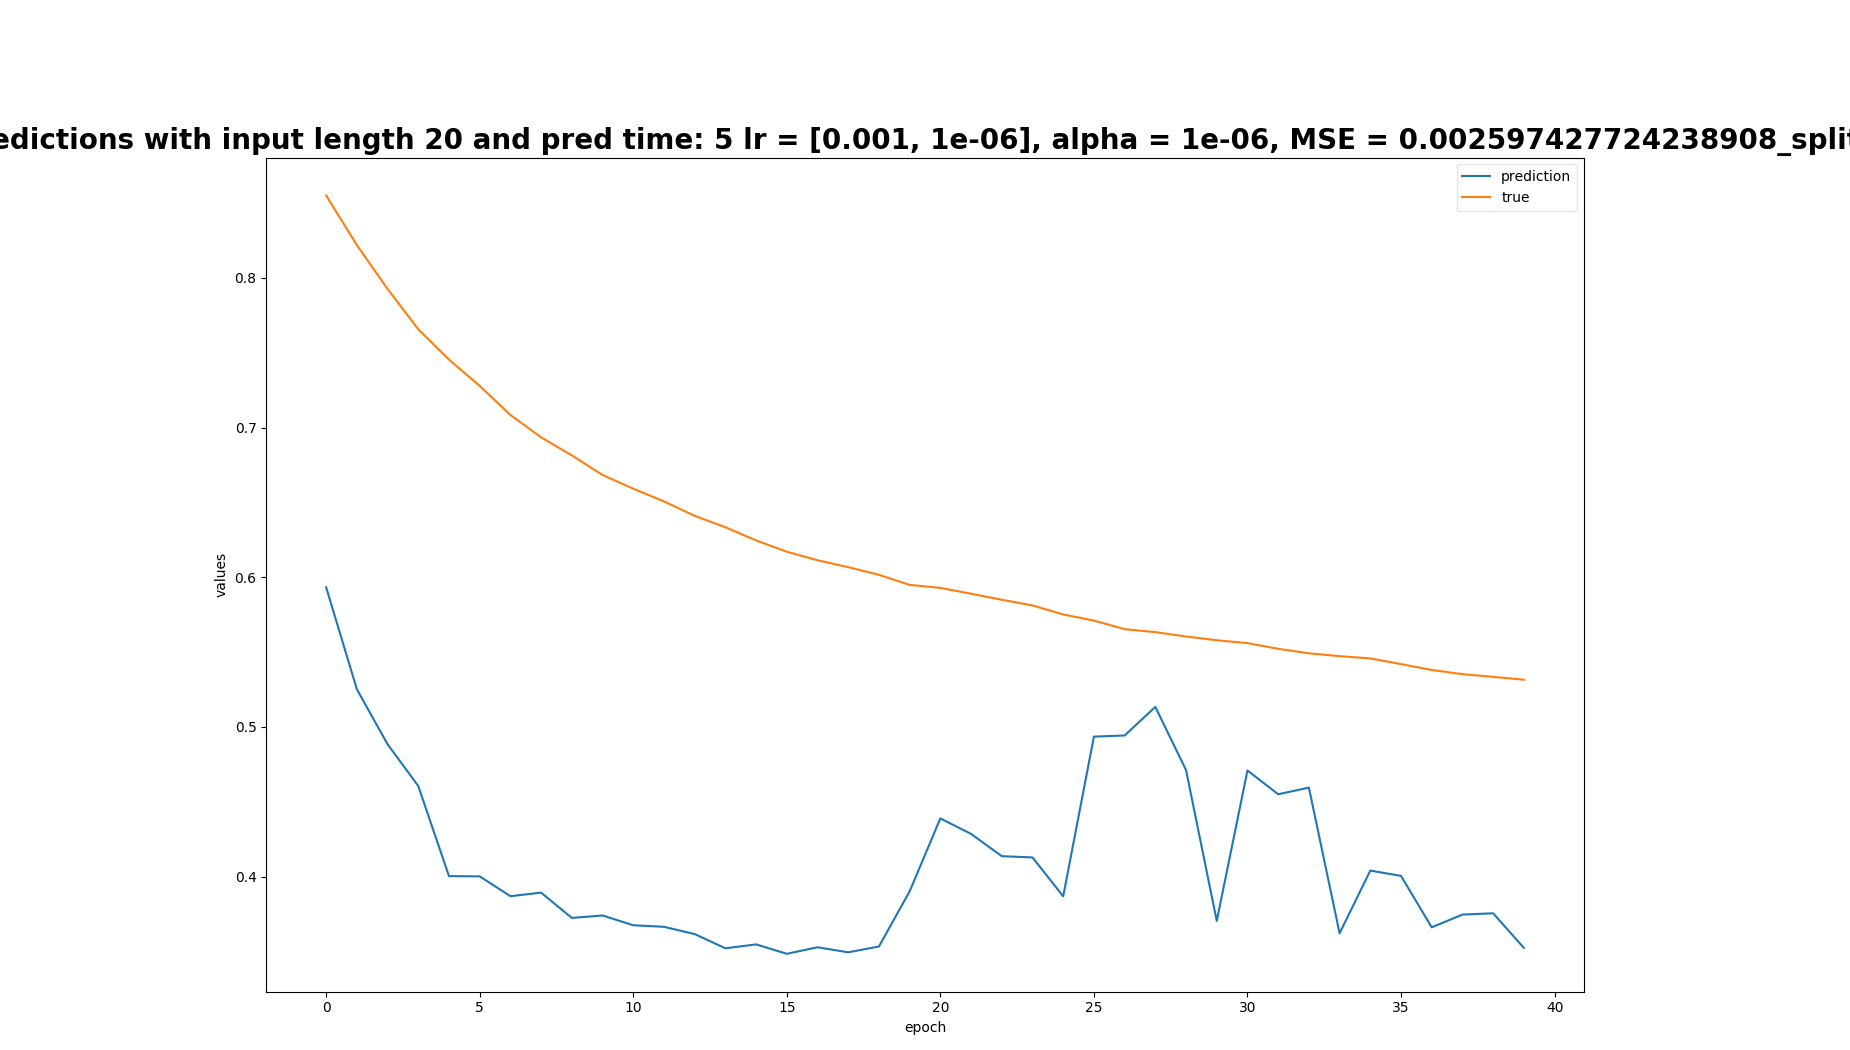 edictions with input length 20 and pred time: 5 lr = [0.001, 1e-06], alpha = 1e-06, MSE = 0.002597427724238908_split
prediction
true
0.8
0.7
0.6
0.5
0.4
values
0 5 10 15 20 25 30 35 40
epoch